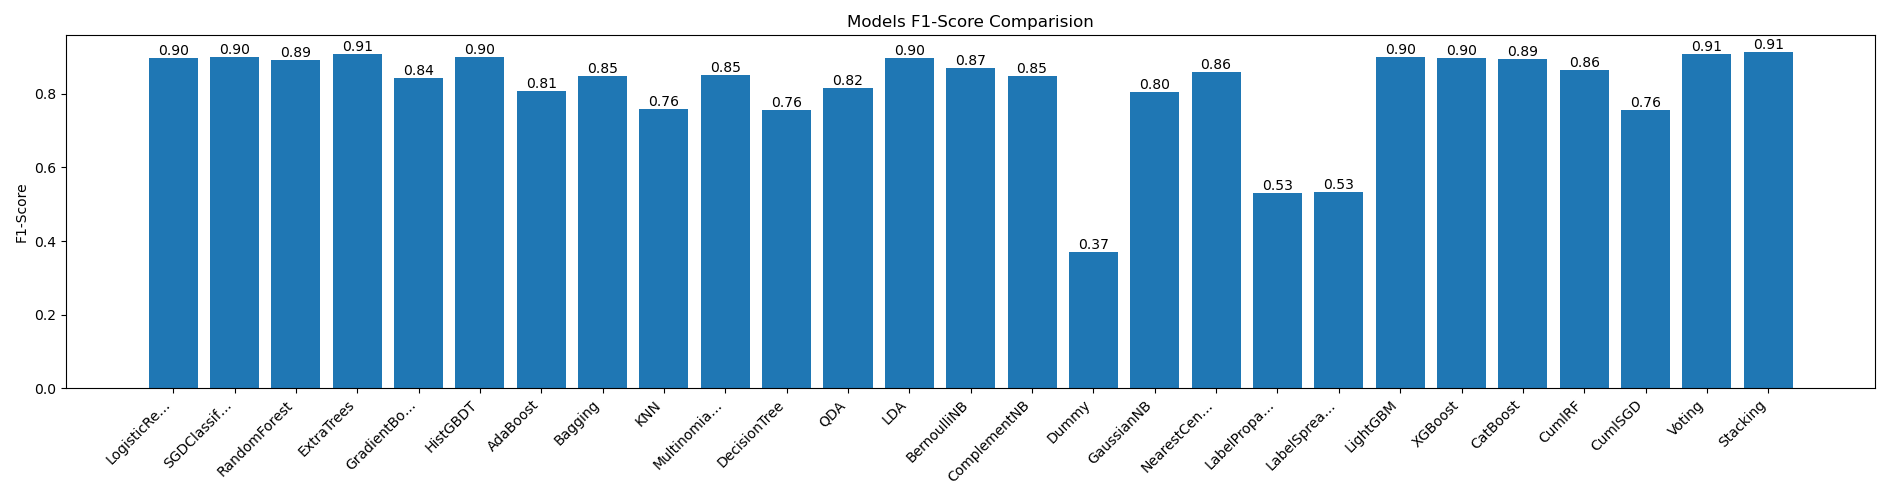 Models F1-Score Comparision
F1-Score
0.8
0.6
0.4
0.2
0.0
0.90
0.90
0.89
0.91
0.84
0.90
0.81
0.85
0.76
0.85
0.76
0.82
0.90
0.87
0.85
0.37
0.80
0.86
0.53
0.53
0.90
0.90
0.89
0.86
0.76
0.91
0.91
LogisticRe...
SGDClassif...
RandomForest
ExtraTrees
GradientBo...
HistGBDT
AdaBoost
Bagging
KNN
Multinomia...
DecisionTree
QDA
LDA
BernoulliNB
ComplementNB
Dummy
GaussianNB
NearestCen...
LabelPropa...
LabelSprea...
LightGBM
XGBoost
CatBoost
CumlRF
CumlSGD
Voting
Stacking